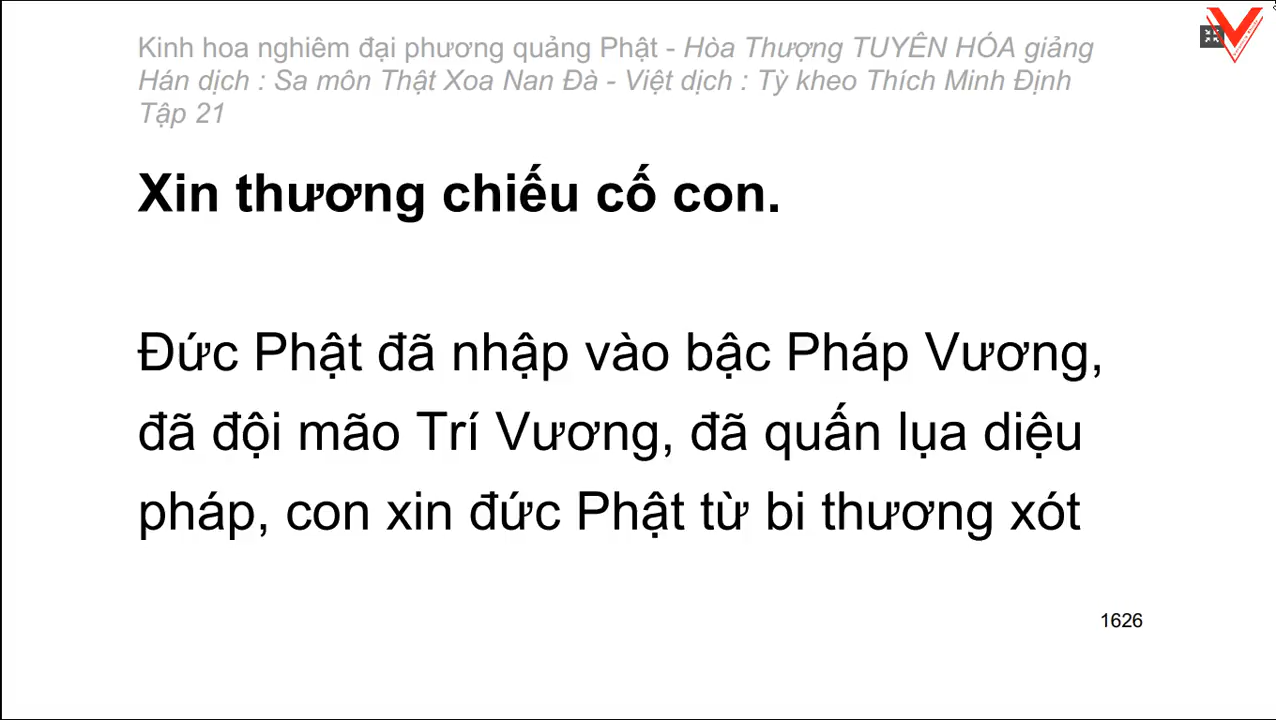 Kinh hoa nghiêm đại phương quảng Phật - Hòa Thượng TUYÊN HÓA giảng
Hán dịch : Sa môn Thật Xoa Nan Đà - Việt dịch : Tỳ kheo Thích Minh Định
Tập 21
Xin thương chiếu cố con.
Đức Phật đã nhập vào bậc Pháp Vương,
đã đội mão Trí Vương, đã quấn lụa diệu
pháp, con xin đức Phật từ bi thương xót
1626